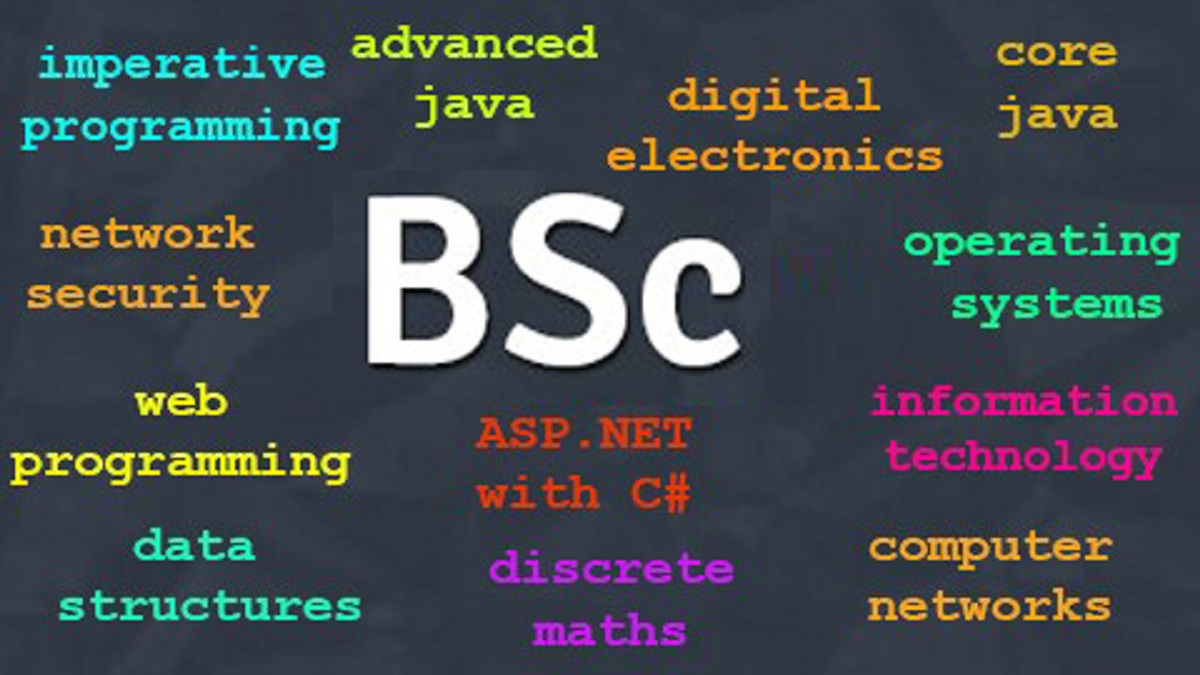 imperative
programming
advanced
java
digital
electronics
core
java
network
security
BSc
operating
systems
web
programming
ASP.NET
with C#
information
technology
data
structures
discrete
maths
computer
networks